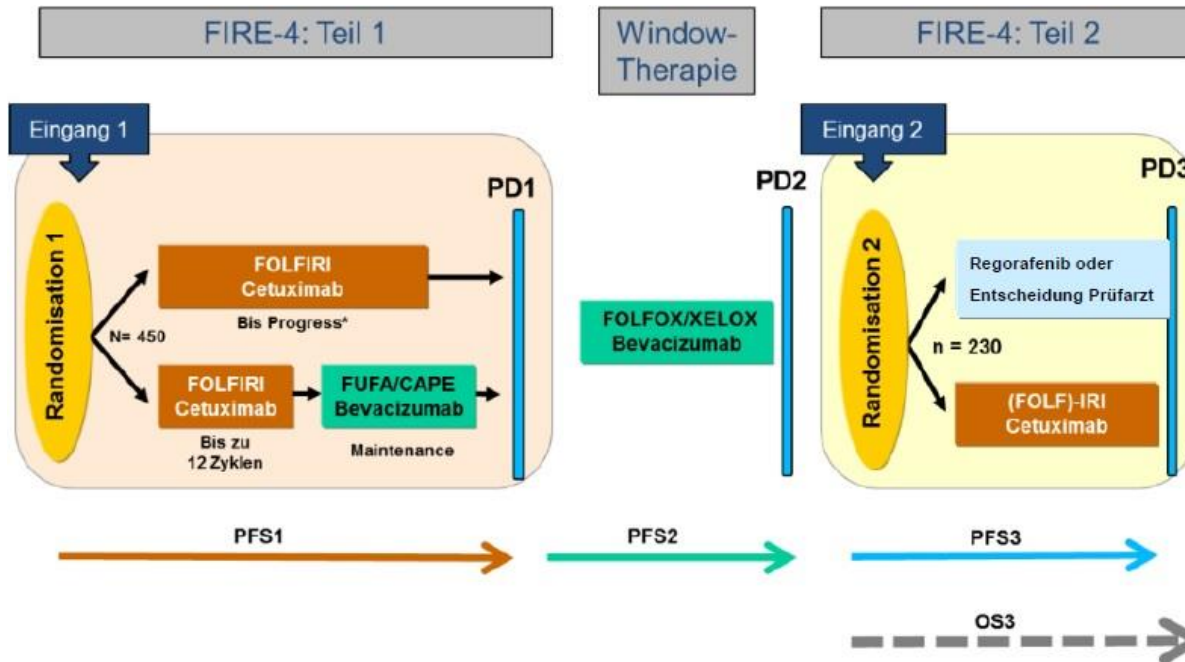 FIRE-4: Teil 1
Window-
Therapie
FIRE-4: Teil 2
Eingang 1
Randomisation 1
N= 450
FOLFIRI
Cetuximab
Bis Progress*
FOLFIRI
Cetuximab
Bis zu
12 Zyklen
FUFA/CAPE
Bevacizumab
Maintenance
PD1
FOLFOX/XELOX
Bevacizumab
PD2
Eingang 2
Randomisation 2
n = 230
Regorafenib oder
Entscheidung Prüfarzt
(FOLF)-IRI
Cetuximab
PD3
PFS1
PFS2
PFS3
OS3